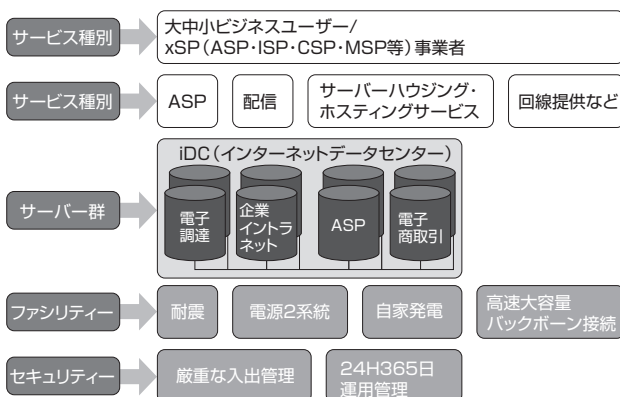 サービス種別
大中小ビジネスユーザー/
xSP(ASP・ISP・CSP・MSP等)事業者
サービス種別
ASP
配信
サーバーハウジング・
ホスティングサービス
回線提供など
iDC(インターネットデータセンター)
サーバー群
電子
調達
企業
イントラ
ネット
ASP
電子
商取引
ファシリティー
耐震
電源2系統
自家発電
高速大容量
バックボーン接続
セキュリティー
厳重な入出管理
24H365日
運用管理